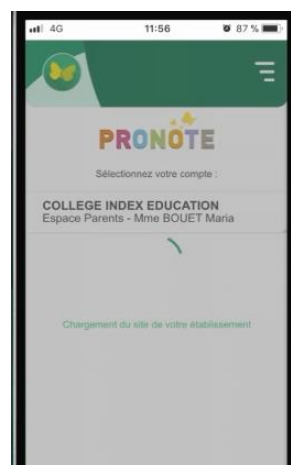 4G 11:56 87 %
PRONOTE
Sélectionnez votre compte :
COLLEGE INDEX EDUCATION
Espace Parents - Mme BOUET Maria
Chargement du site de votre établissement